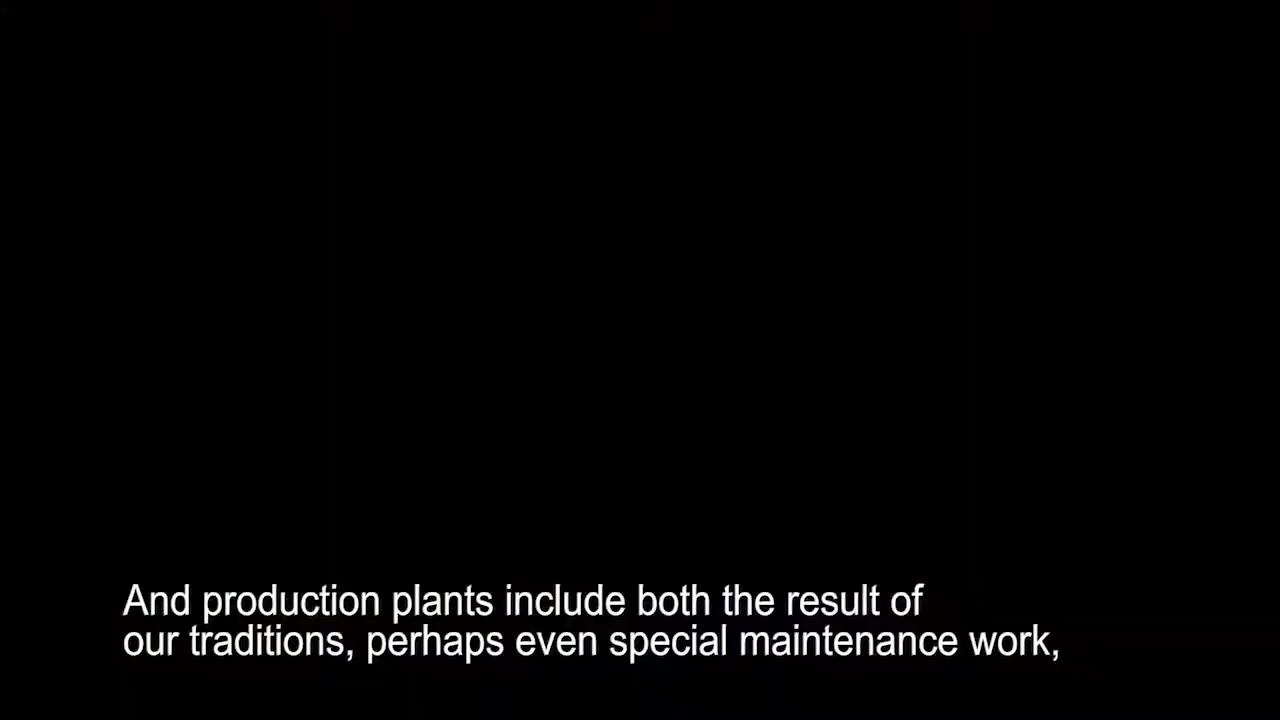 And production plants include both the result of
our traditions, perhaps even special maintenance work,